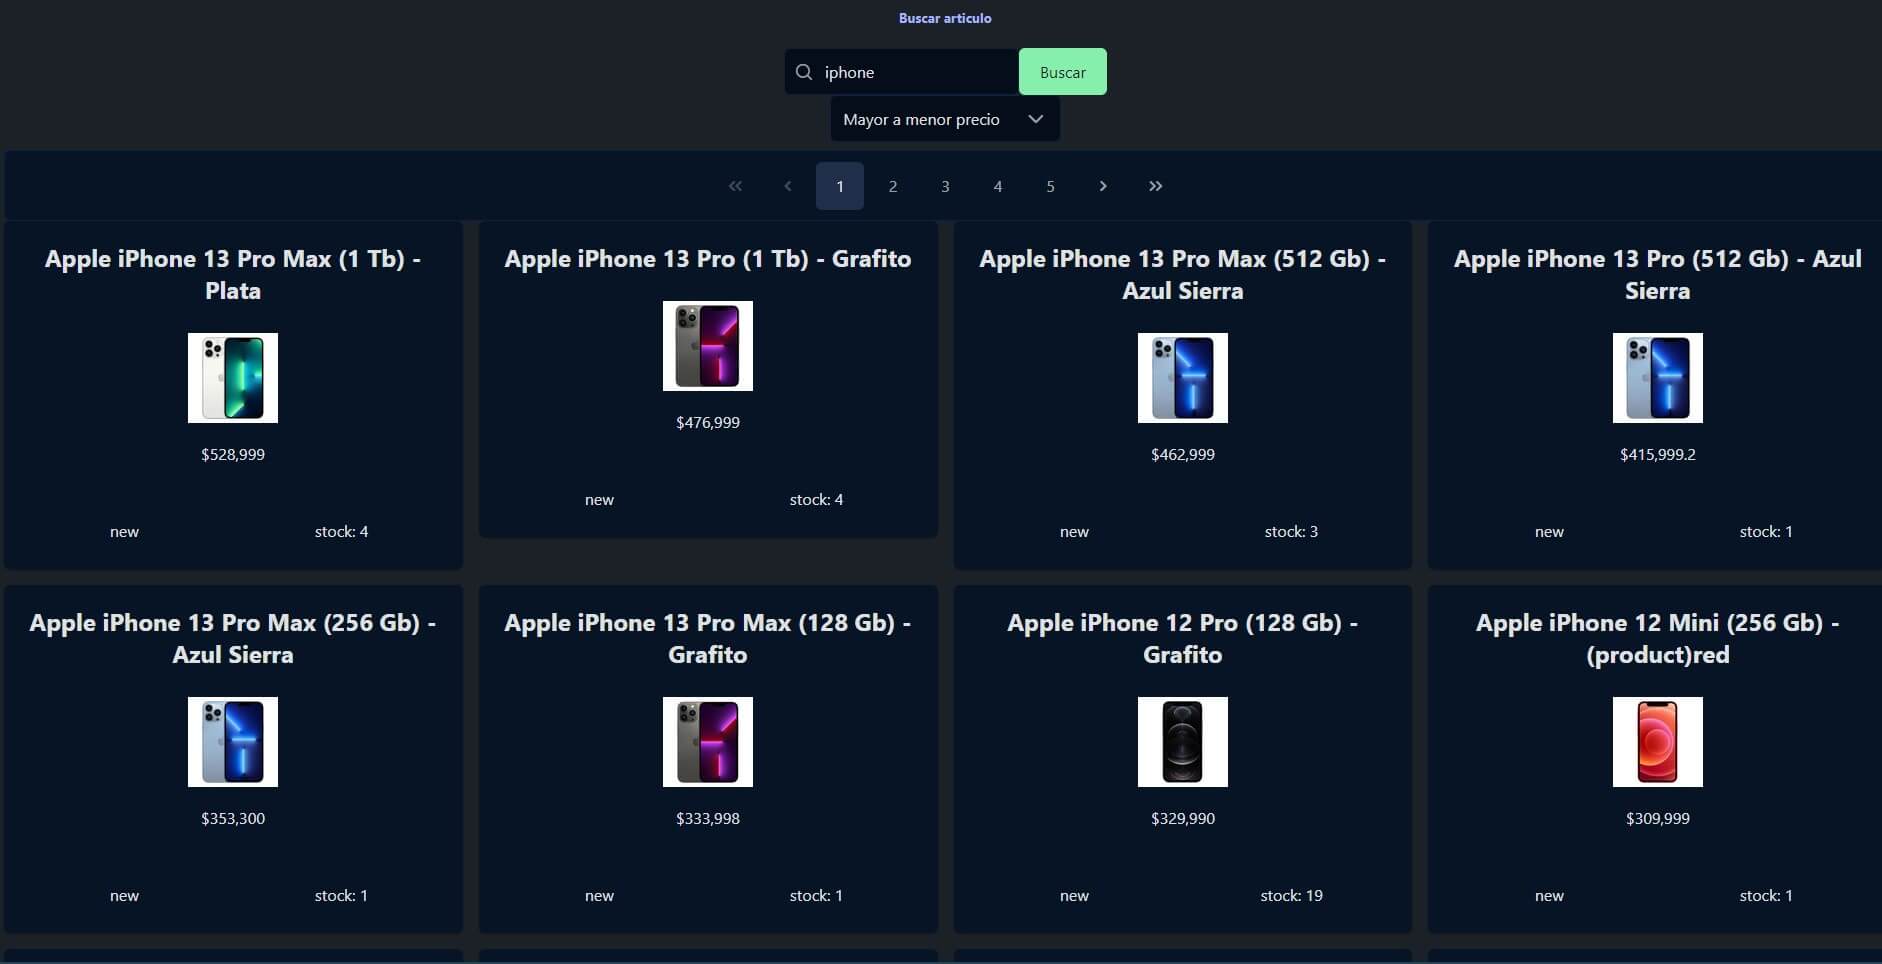 Buscar articulo
iphone
Buscar
Mayor a menor precio
1 2 3 4 5
Apple iPhone 13 Pro Max (1 Tb) -
Plata
$528,999
new stock: 4
Apple iPhone 13 Pro (1 Tb) - Grafito
$476,999
new stock: 4
Apple iPhone 13 Pro Max (512 Gb) -
Azul Sierra
$462,999
new stock: 3
Apple iPhone 13 Pro (512 Gb) - Azul
Sierra
$415,999.2
new stock: 1
Apple iPhone 13 Pro Max (256 Gb) -
Azul Sierra
$353,300
new stock: 1
Apple iPhone 13 Pro Max (128 Gb) -
Grafito
$333,998
new stock: 1
Apple iPhone 12 Pro (128 Gb) -
Grafito
$329,990
new stock: 19
Apple iPhone 12 Mini (256 Gb) -
(product)red
$309,999
new stock: 1